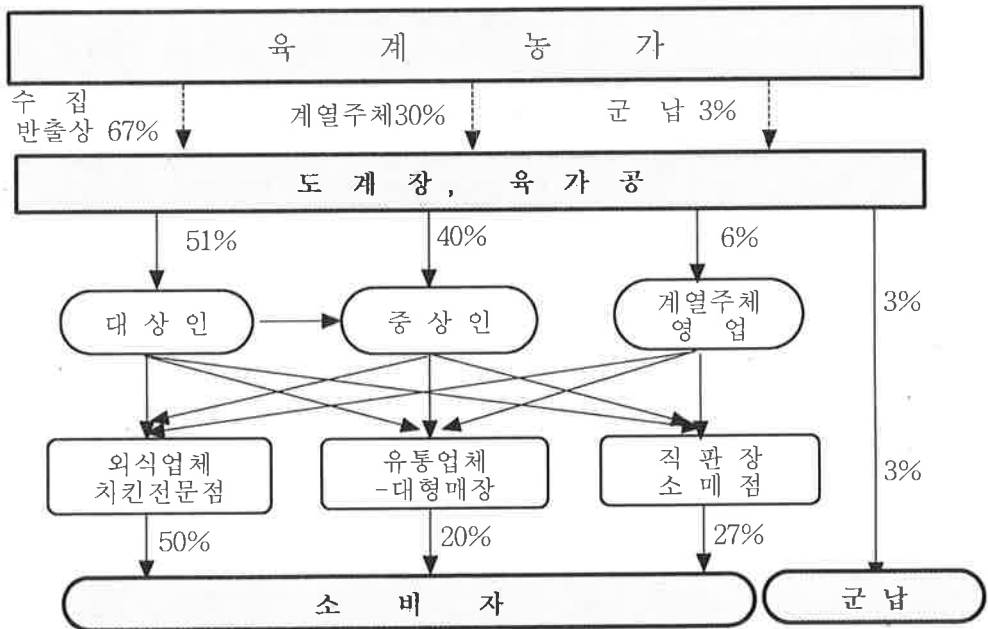 육 계 농 가
수 집
반출상 67%
계열주체30%
군 납 3%
도 계 장 , 육 가 공
51%
40%
6%
3%
대 상 인
중 상 인
계열주체
영 업
외식업체
치킨전문점
유통업체
-대형매장
직 판 장
소 매 점
3%
50%
20%
27%
소 비 자
군 납